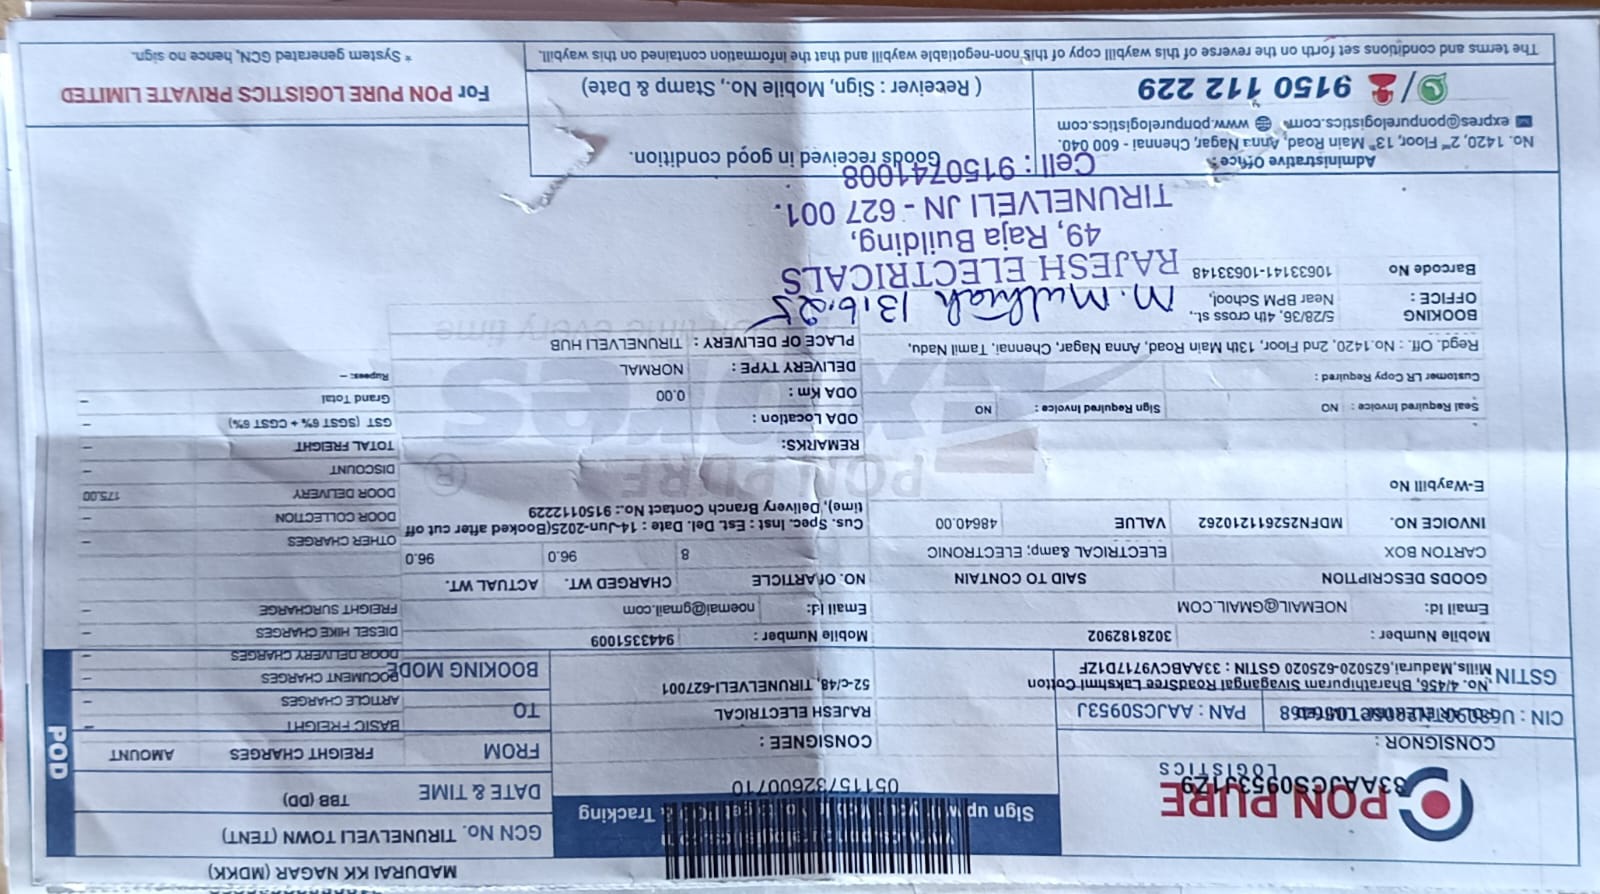 MADURAI KK NAGAR (MDKK)
PON PURE
LOGISTICS
33AAJCS0953J1Z9
Sign up
Tracking
05115732600710
GCN No. TIRUNELVELI TOWN (TENT)
DATE & TIME TBB (DD)
FROM
TO
BOOKING MODE
POD
FREIGHT CHARGES AMOUNT
BASIC FREIGHT –
ARTICLE CHARGES –
DOCUMENT CHARGES –
DOOR DELIVERY CHARGES –
DIESEL HIKE CHARGES –
FREIGHT SURCHARGE –
OTHER CHARGES –
DOOR COLLECTION –
DOOR DELIVERY 175.00
DISCOUNT –
TOTAL FREIGHT –
GST (SGST 6% + CGST 6%) –
Grand Total –
Rupees: –
CONSIGNOR :
CIN :
PAN : AAJCS0953J
No. 4/456, Bharathipuram Sivagangai RoadSree Lakshmi Cotton
Mills,Madurai,625020-625020 GSTIN : 33AABCV9717D1ZF
GSTIN
CONSIGNEE :
RAJESH ELECTRICAL
52-c/48, TIRUNELVELI-627001
Mobile Number : 3028182902 Mobile Number : 9443351009
Email Id: NOEMAIL@GMAIL.COM Email Id: noemai@gmail.com
GOODS DESCRIPTION SAID TO CONTAIN NO. Of ARTICLE CHARGED WT. ACTUAL WT.
CARTON BOX ELECTRICAL &amp; ELECTRONIC 8 96.0 96.0
INVOICE NO. MDFN25261121210262 VALUE 48640.00
Cus. Spec. Inst : Est. Del. Date : 14-Jun-2025(Booked after cut off
time), Delivery Branch Contact No.: 9150112229
E-Waybill No
PON PURE
®
REMARKS:
ODA Location :
ODA Km : 0.00
DELIVERY TYPE : NORMAL
PLACE OF DELIVERY : TIRUNELVELI HUB
Seal Required Invoice : NO Sign Required Invoice : NO
Customer LR Copy Required :
Regd. Off. : No.1420, 2nd Floor, 13th Main Road, Anna Nagar, Chennai, Tamil Nadu,
on time every time
BOOKING OFFICE : 5/28/36, 4th cross st.,
Near BPM School,
Barcode No 10633141-10633148
M. Muthiah 13.6.25
RAJESH ELECTRICALS
49, Raja Building,
TIRUNELVELI JN - 627 001.
Cell : 9150741008
Administrative Office :
No. 1420, 2nd Floor, 13th Main Road, Anna Nagar, Chennai - 600 040.
expres@ponpurelogistics.com www.ponpurelogistics.com
/ 9150 112 229
Goods received in good condition.
( Receiver : Sign, Mobile No., Stamp & Date)
For PON PURE LOGISTICS PRIVATE LIMITED
The terms and conditions set forth on the reverse of this waybill copy of this non-negotiable waybill and that the information contained on this waybill.
* System generated GCN, hence no sign.